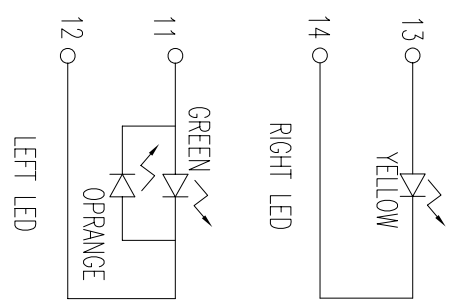 12
11
14
13
GREEN
OPRANGE
YELLOW
LEFT LED
RIGHT LED